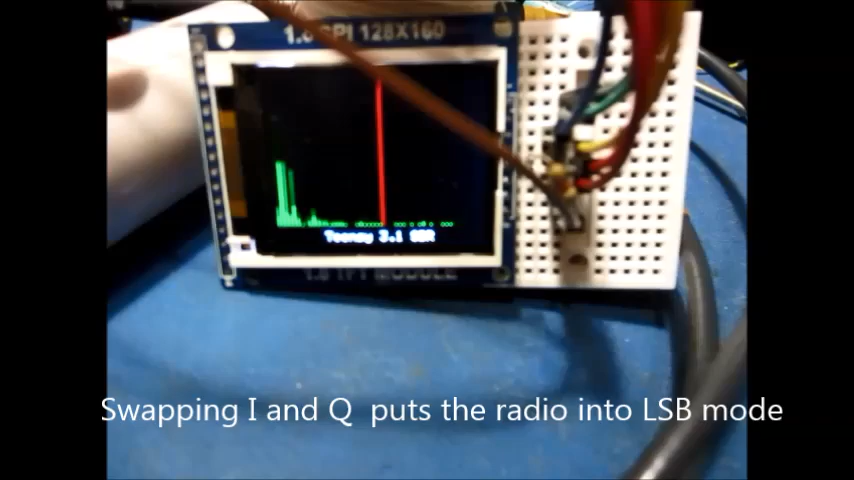 1.8 SPI 128X160
Teensy 3.1 SDR
1.8 TFT MODULE
Swapping I and Q puts the radio into LSB mode